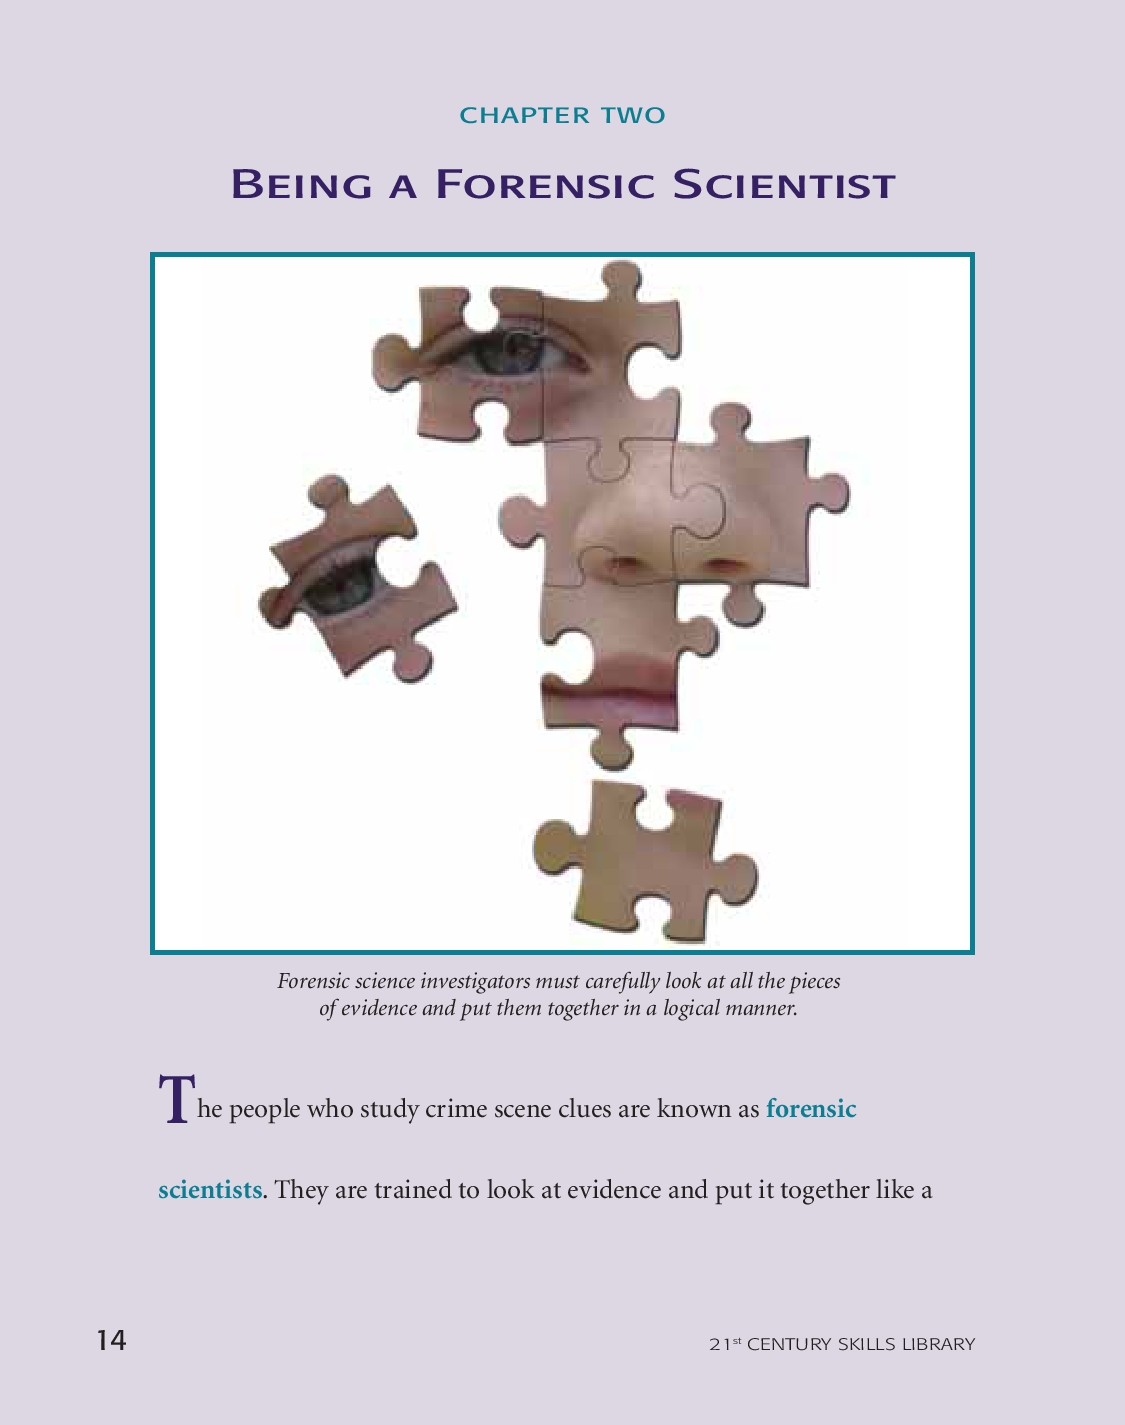 CHAPTER TWO
BEING A FORENSIC SCIENTIST
Forensic science investigators must carefully look at all the pieces
of evidence and put them together in a logical manner.
The people who study crime scene clues are known as forensic
scientists. They are trained to look at evidence and put it together like a
14
21st CENTURY SKILLS LIBRARY